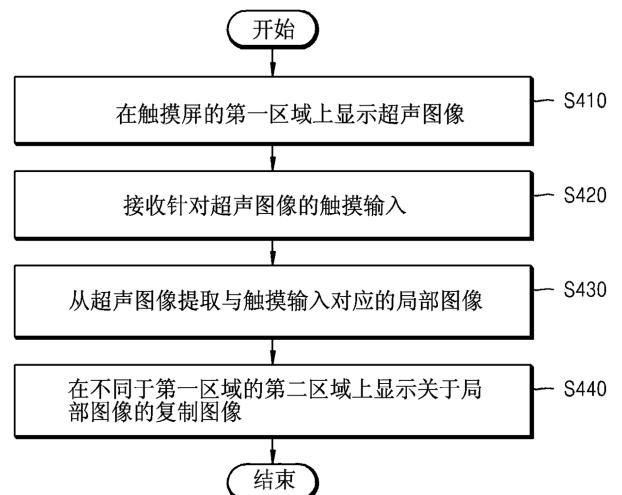 开始
在触摸屏的第一区域上显示超声图像
S410
接收针对超声图像的触摸输入
S420
从超声图像提取与触摸输入对应的局部图像
S430
在不同于第一区域的第二区域上显示关于局
部图像的复制图像
S440
结束